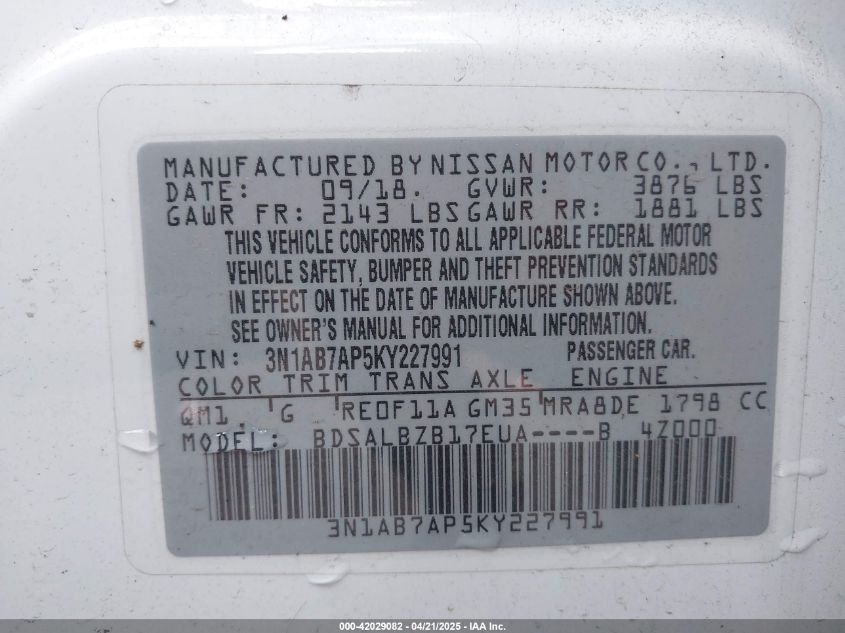 MANUFACTURED BY NISSAN MOTOR CO., LTD.
DATE: 09/18. GVWR: 3876 LBS
GAWR FR: 2143 LBS GAWR RR: 1881 LBS
THIS VEHICLE CONFORMS TO ALL APPLICABLE FEDERAL MOTOR
VEHICLE SAFETY, BUMPER AND THEFT PREVENTION STANDARDS
IN EFFECT ON THE DATE OF MANUFACTURE SHOWN ABOVE.
SEE OWNER'S MANUAL FOR ADDITIONAL INFORMATION.
VIN: 3N1AB7AP5KY227991 PASSENGER CAR.
COLOR TRIM TRANS AXLE ENGINE
QM1 G RE0F11A GM35 MRA8DE 1798 CC
MODEL: BDSALBZB17EUA----B 4Z000
3N1AB7AP5KY227991
000-42029082 - 04/21/2025 - IAA Inc.